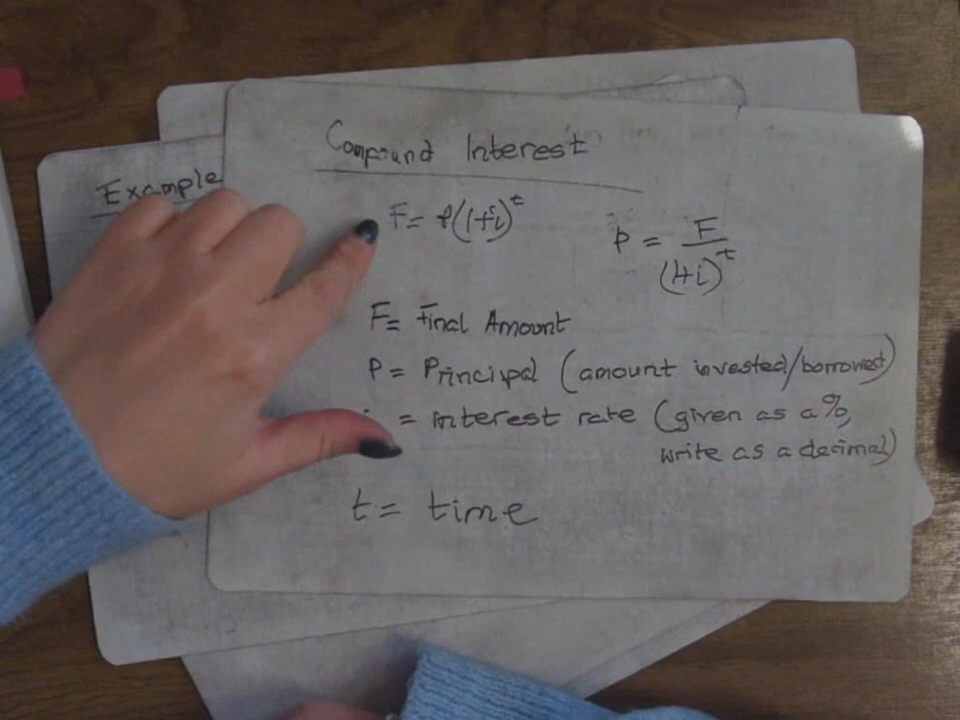 Compound Interest
Example
F = P(1+i)^t
P = F/(1+i)^t
F = Final Amount
P = Principal (amount invested/borrowed)
i = interest rate (given as a %,
write as a decimal)
t = time